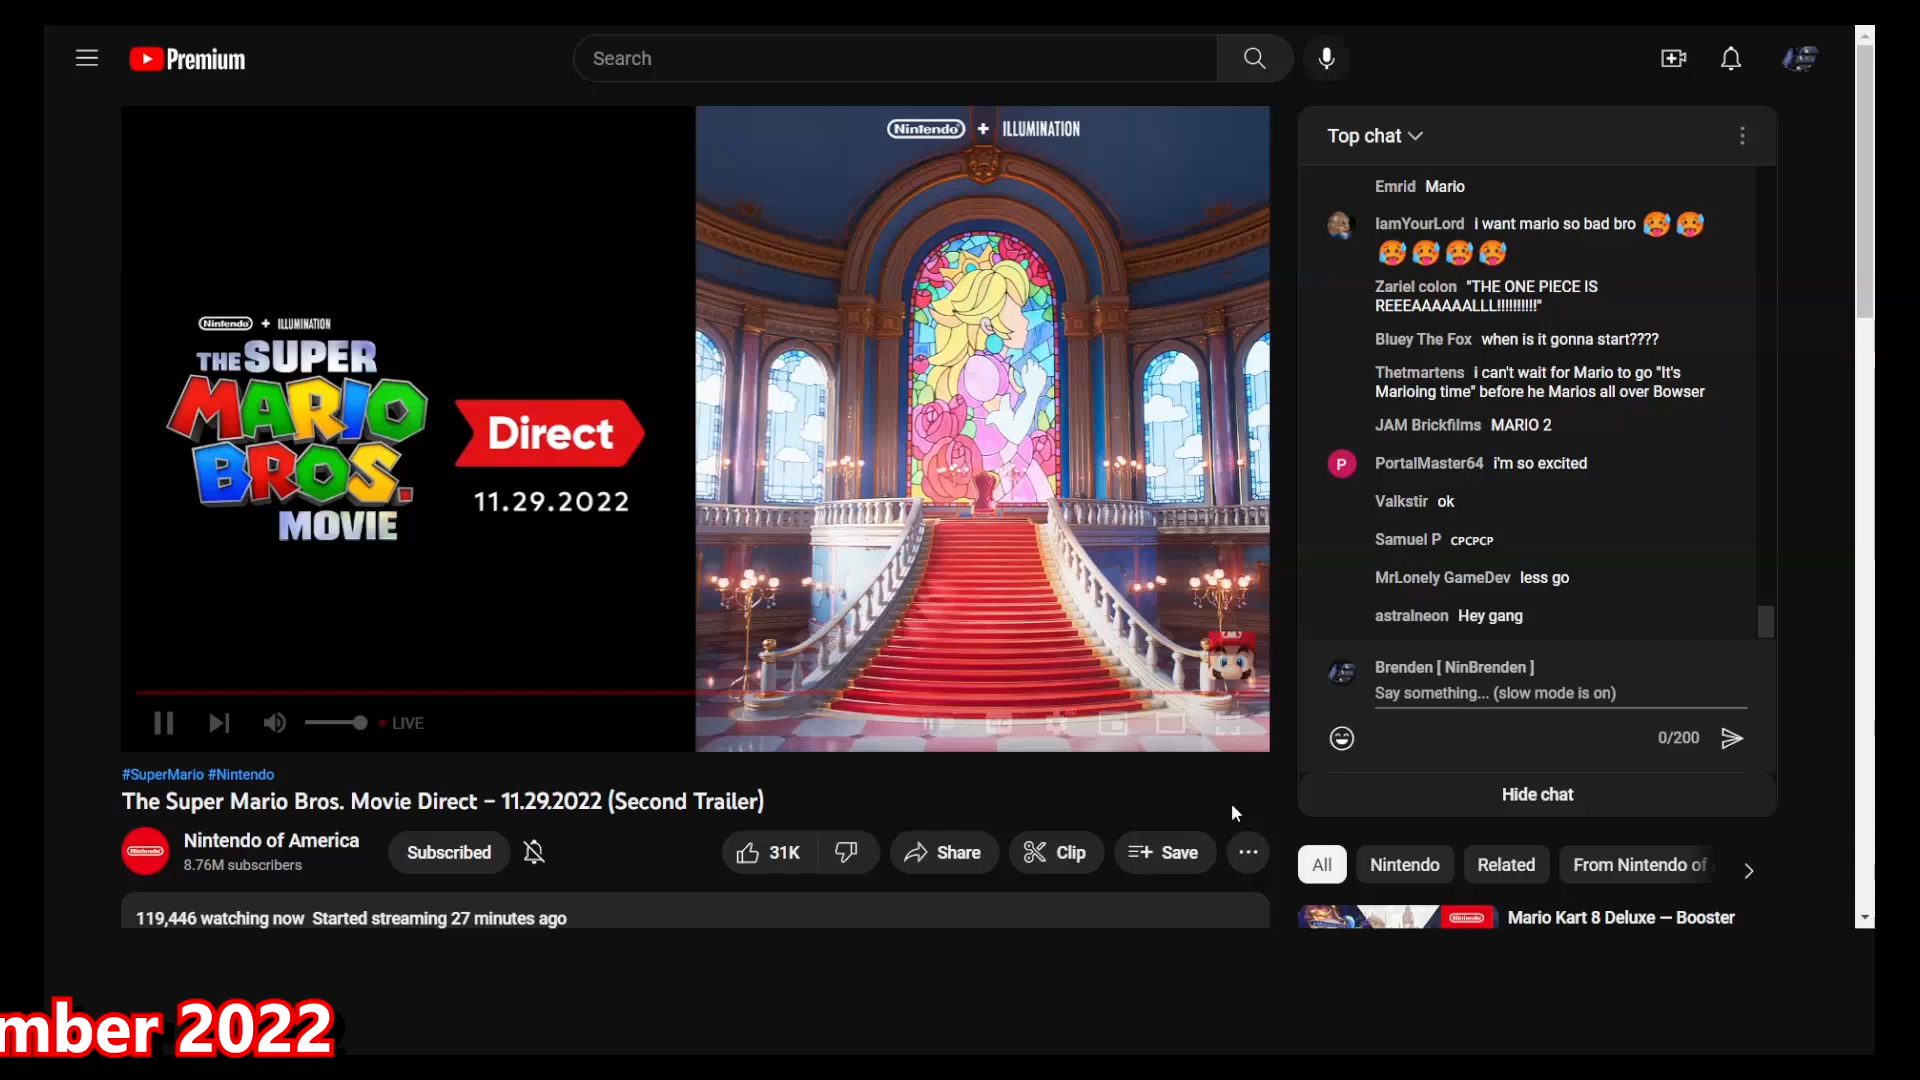 Premium
Search
Nintendo + ILLUMINATION
Nintendo + ILLUMINATION
THE SUPER
MARIO
BROS.
MOVIE
Direct
11.29.2022
LIVE
Top chat
Emrid Mario
IamYourLord i want mario so bad bro 🥵🥵
🥵🥵🥵🥵
Zariel colon "THE ONE PIECE IS
REEEAAAAAALLL!!!!!!!!!!"
Bluey The Fox when is it gonna start????
Thetmartens i can't wait for Mario to go "It's
Marioing time" before he Marios all over Bowser
JAM Brickfilms MARIO 2
P
PortalMaster64 i'm so excited
Valkstir ok
Samuel P ᴄᴘᴄᴘᴄᴘ
MrLonely GameDev less go
astralneon Hey gang
Brenden [ NinBrenden ]
Say something... (slow mode is on)
0/200
Hide chat
#SuperMario #Nintendo
The Super Mario Bros. Movie Direct – 11.29.2022 (Second Trailer)
Nintendo
Nintendo of America
8.76M subscribers
Subscribed
31K
Share
Clip
Save
119,446 watching now Started streaming 27 minutes ago
All
Nintendo
Related
From Nintendo of
Nintendo
Mario Kart 8 Deluxe — Booster
mber 2022